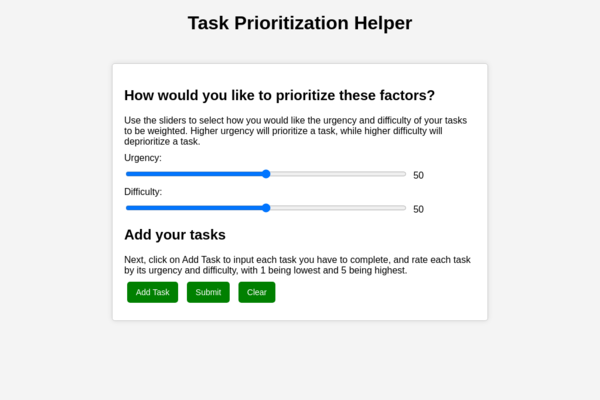 Task Prioritization Helper
How would you like to prioritize these factors?
Use the sliders to select how you would like the urgency and difficulty of your tasks
to be weighted. Higher urgency will prioritize a task, while higher difficulty will
deprioritize a task.
Urgency:
50
Difficulty:
50
Add your tasks
Next, click on Add Task to input each task you have to complete, and rate each task
by its urgency and difficulty, with 1 being lowest and 5 being highest.
Add Task Submit Clear